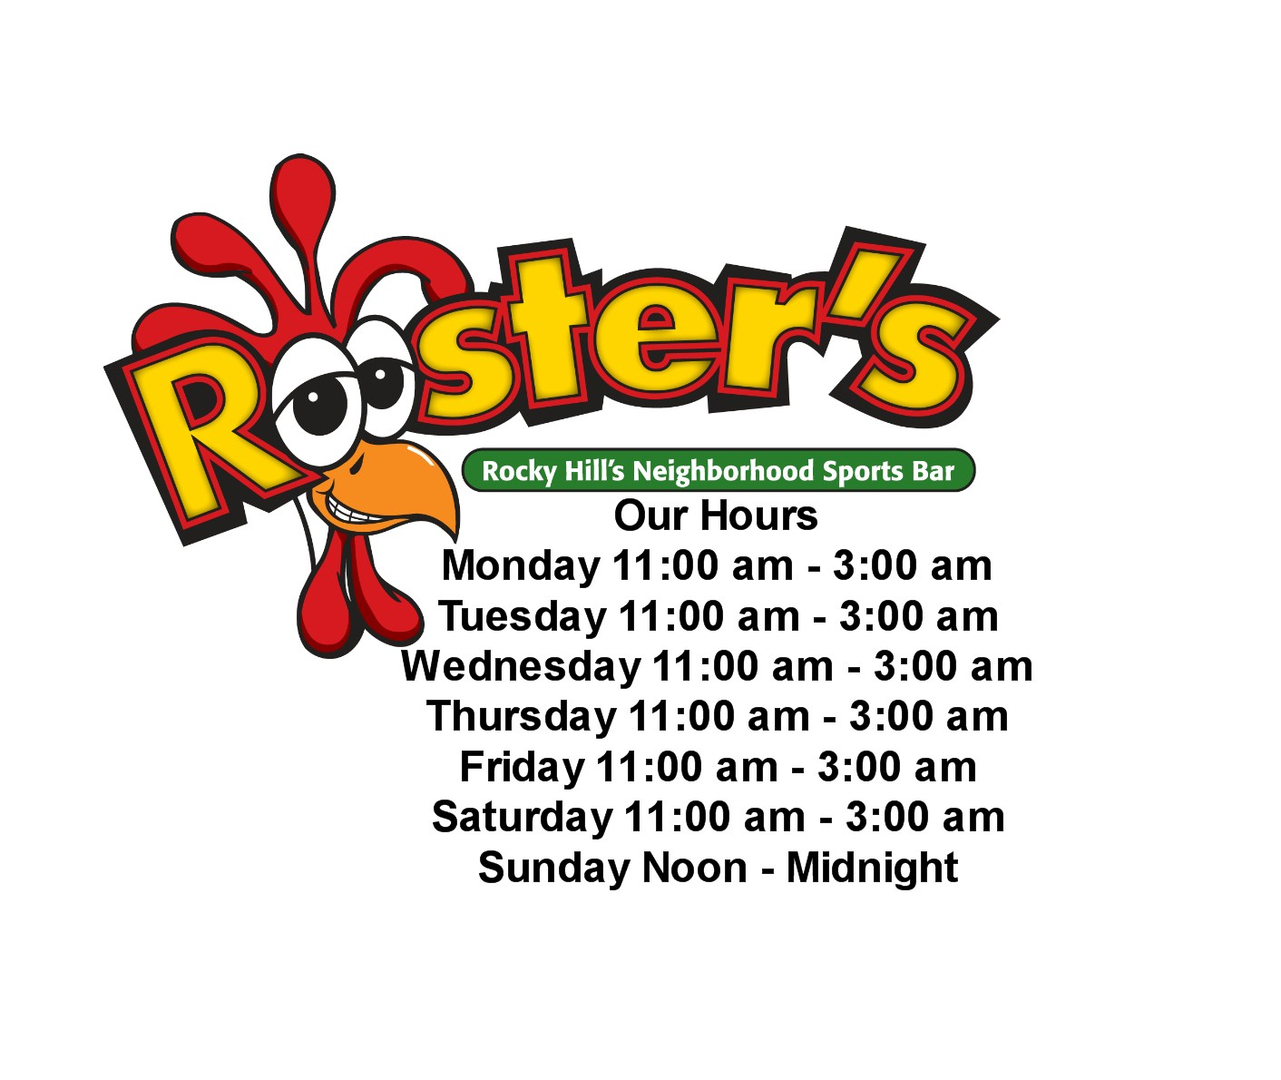 Rooster's
Rocky Hill's Neighborhood Sports Bar
Our Hours
Monday 11:00 am - 3:00 am
Tuesday 11:00 am - 3:00 am
Wednesday 11:00 am - 3:00 am
Thursday 11:00 am - 3:00 am
Friday 11:00 am - 3:00 am
Saturday 11:00 am - 3:00 am
Sunday Noon - Midnight